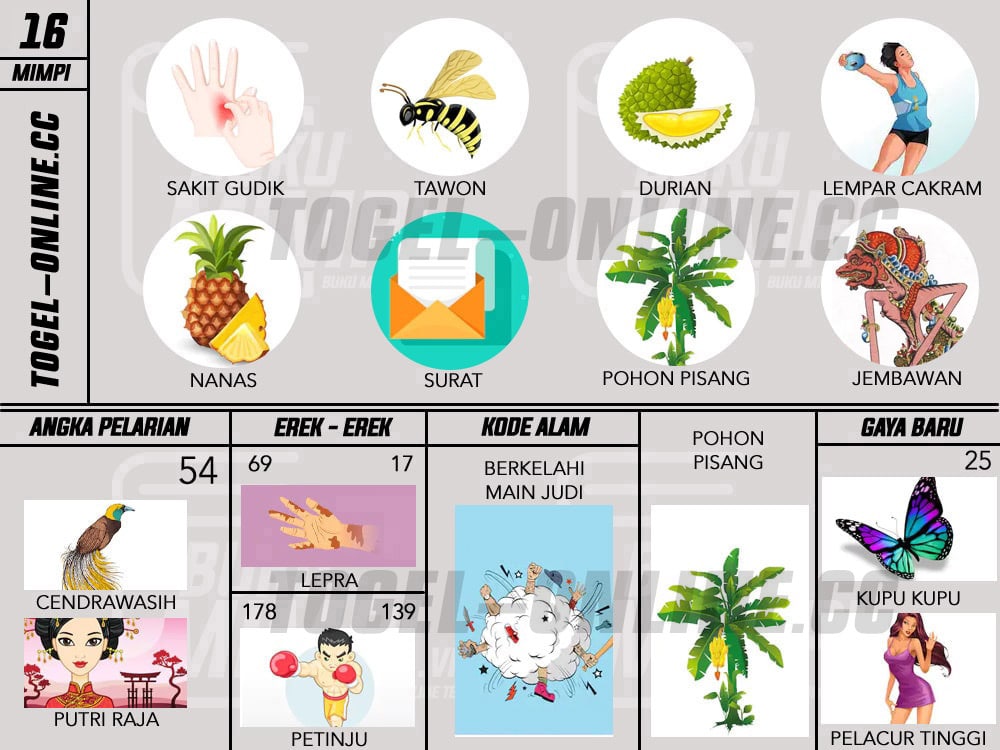 16
MIMPI
TOGEL-ONLINE.CC
SAKIT GUDIK
TAWON
DURIAN
LEMPAR CAKRAM
TOGEL-ONLINE.CC
NANAS
SURAT
POHON PISANG
JEMBAWAN
ANGKA PELARIAN
54
CENDRAWASIH
PUTRI RAJA
EREK - EREK
69
17
LEPRA
178
139
PETINJU
KODE ALAM
BERKELAHI
MAIN JUDI
POHON
PISANG
GAYA BARU
25
KUPU KUPU
PELACUR TINGGI
TOGEL-ONLINE.CC